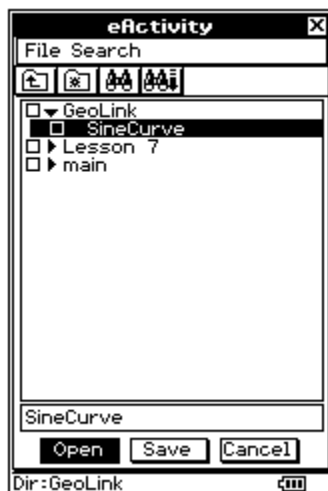 eActivity
File Search
GeoLink
SineCurve
Lesson 7
main
SineCurve
Open Save Cancel
Dir:GeoLink